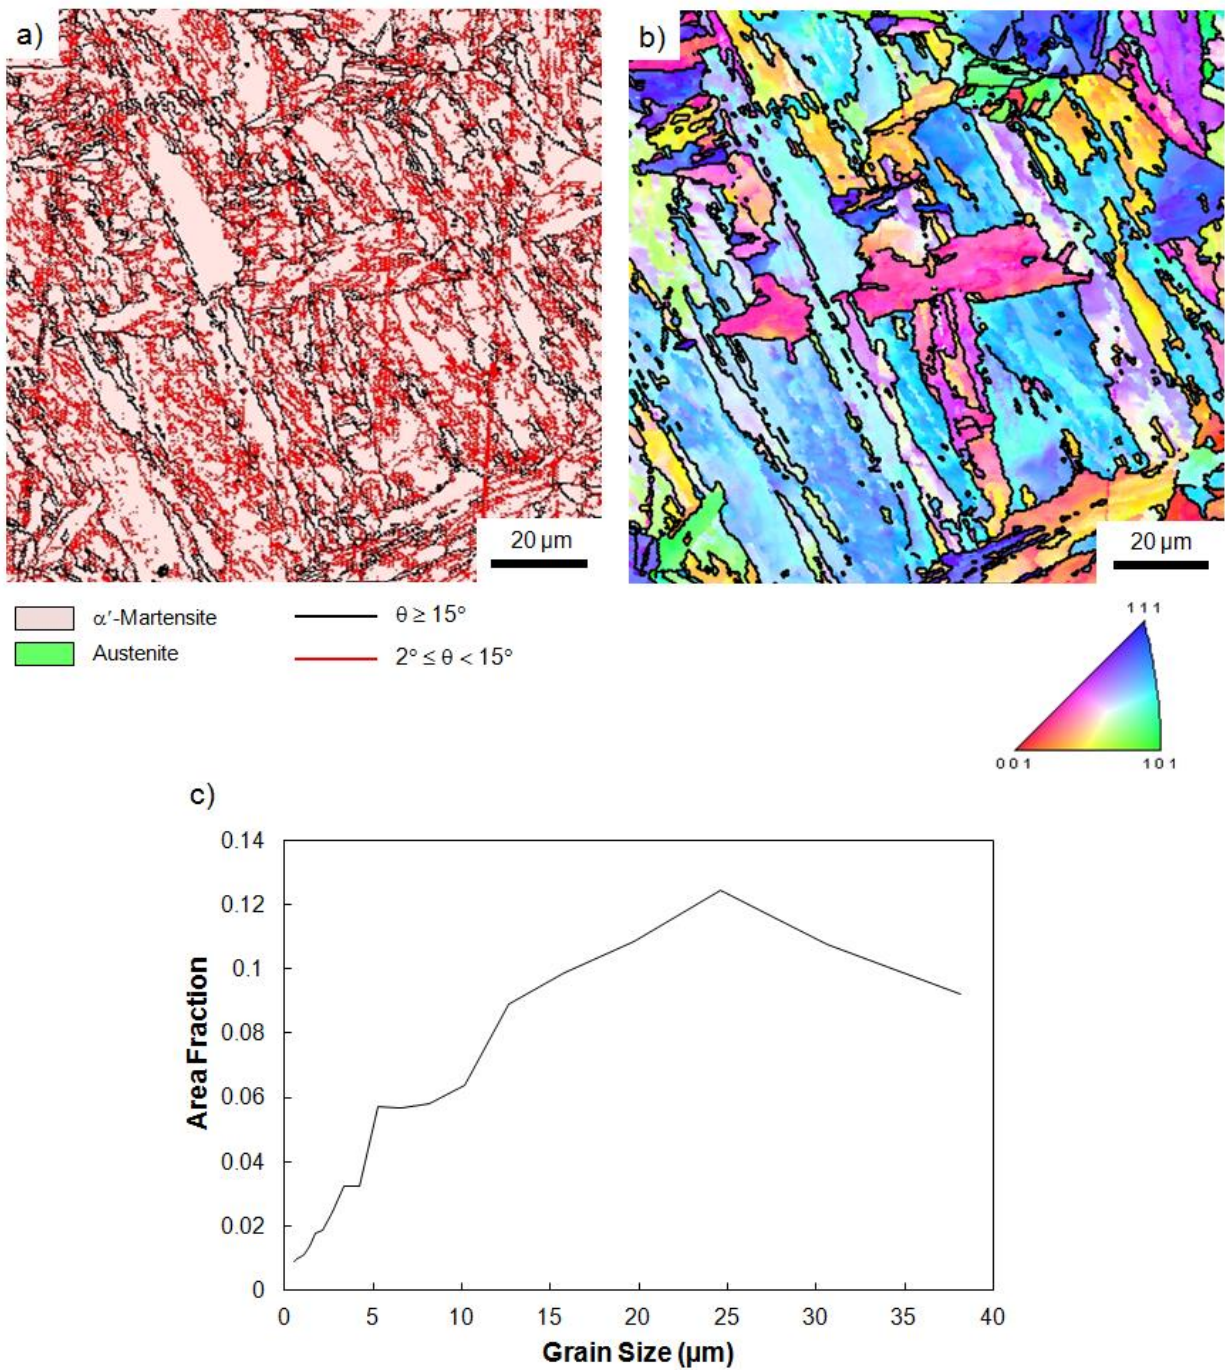 a)
b)
20 µm
20 µm
α′-Martensite
θ ≥ 15°
Austenite
2° ≤ θ < 15°
1 1 1
0 0 1
1 0 1
c)
0.14
0.12
0.1
0.08
0.06
0.04
0.02
0
Area Fraction
0 5 10 15 20 25 30 35 40
Grain Size (µm)